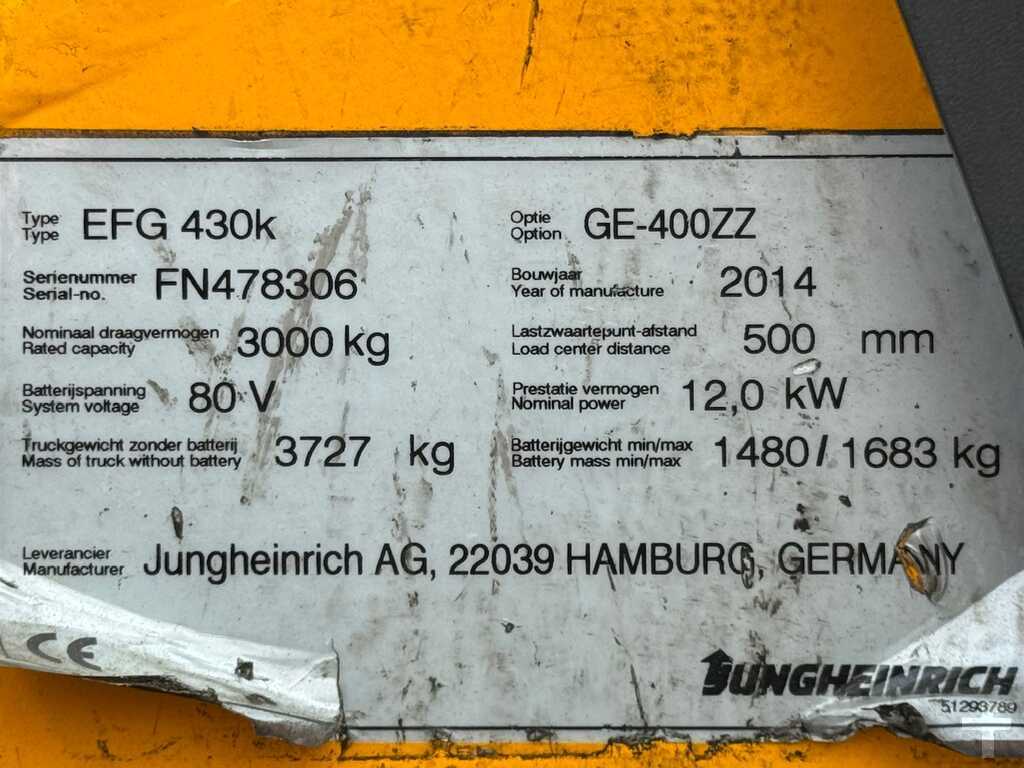 Type EFG 430k Optie GE-400ZZ
Type Option
Serienummer FN478306 Bouwjaar 2014
Serial-no. Year of manufacture
Nominaal draagvermogen 3000 kg Lastzwaartepunt-afstand 500 mm
Rated capacity Load center distance
Batterijspanning 80 V Prestatie vermogen 12,0 kW
System voltage Nominal power
Truckgewicht zonder batterij 3727 kg Batterijgewicht min/max 1480 / 1683 kg
Mass of truck without battery Battery mass min/max
Leverancier Jungheinrich AG, 22039 HAMBURG, GERMANY
Manufacturer
CE
JUNGHEINRICH
51293789
T